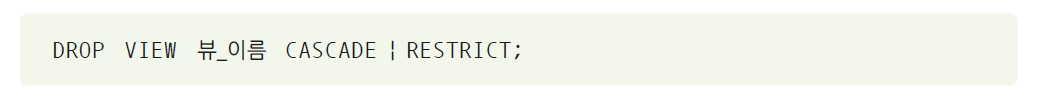 DROP VIEW 뷰_이름 CASCADE ¦ RESTRICT;